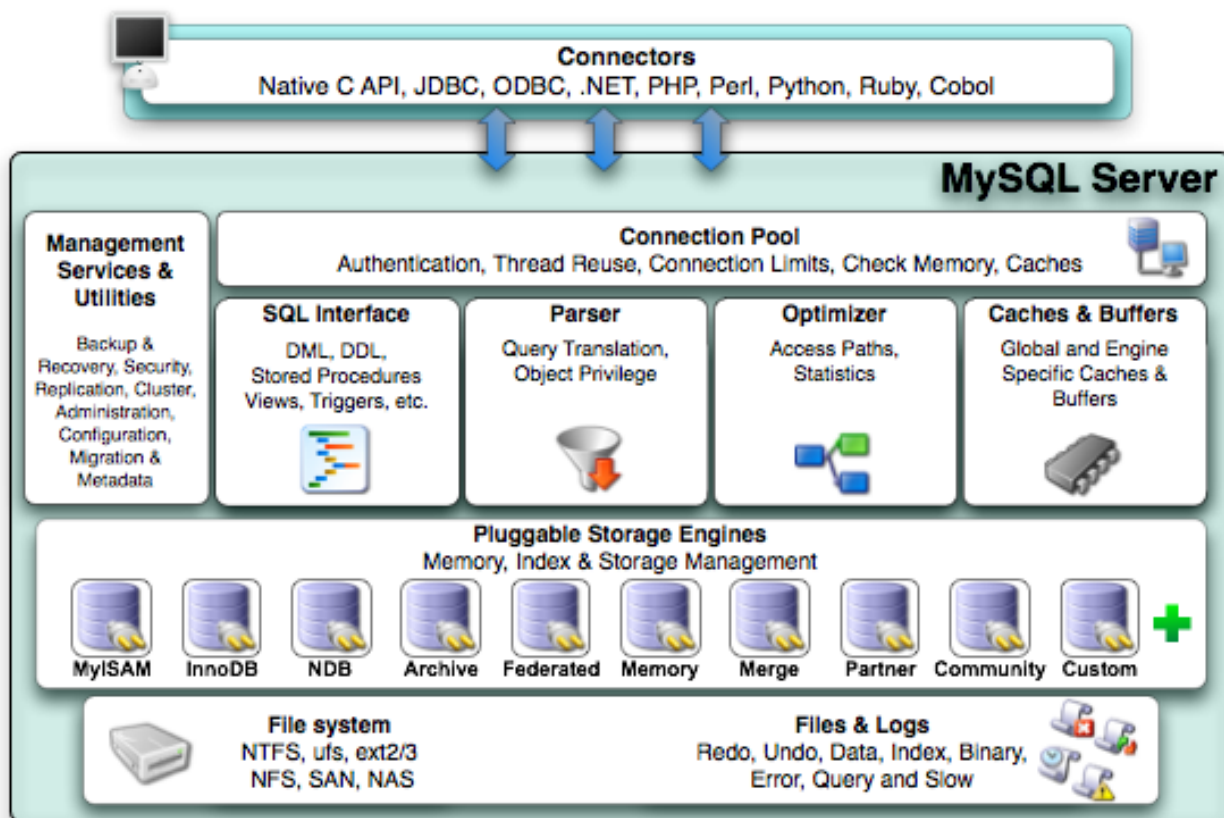 Connectors
Native C API, JDBC, ODBC, .NET, PHP, Perl, Python, Ruby, Cobol
MySQL Server
Management
Services &
Utilities
Backup &
Recovery, Security,
Replication, Cluster,
Administration,
Configuration,
Migration &
Metadata
Connection Pool
Authentication, Thread Reuse, Connection Limits, Check Memory, Caches
SQL Interface
DML, DDL,
Stored Procedures
Views, Triggers, etc.
Parser
Query Translation,
Object Privilege
Optimizer
Access Paths,
Statistics
Caches & Buffers
Global and Engine
Specific Caches &
Buffers
Pluggable Storage Engines
Memory, Index & Storage Management
MyISAM
InnoDB
NDB
Archive
Federated
Memory
Merge
Partner
Community
Custom
File system
NTFS, ufs, ext2/3
NFS, SAN, NAS
Files & Logs
Redo, Undo, Data, Index, Binary,
Error, Query and Slow